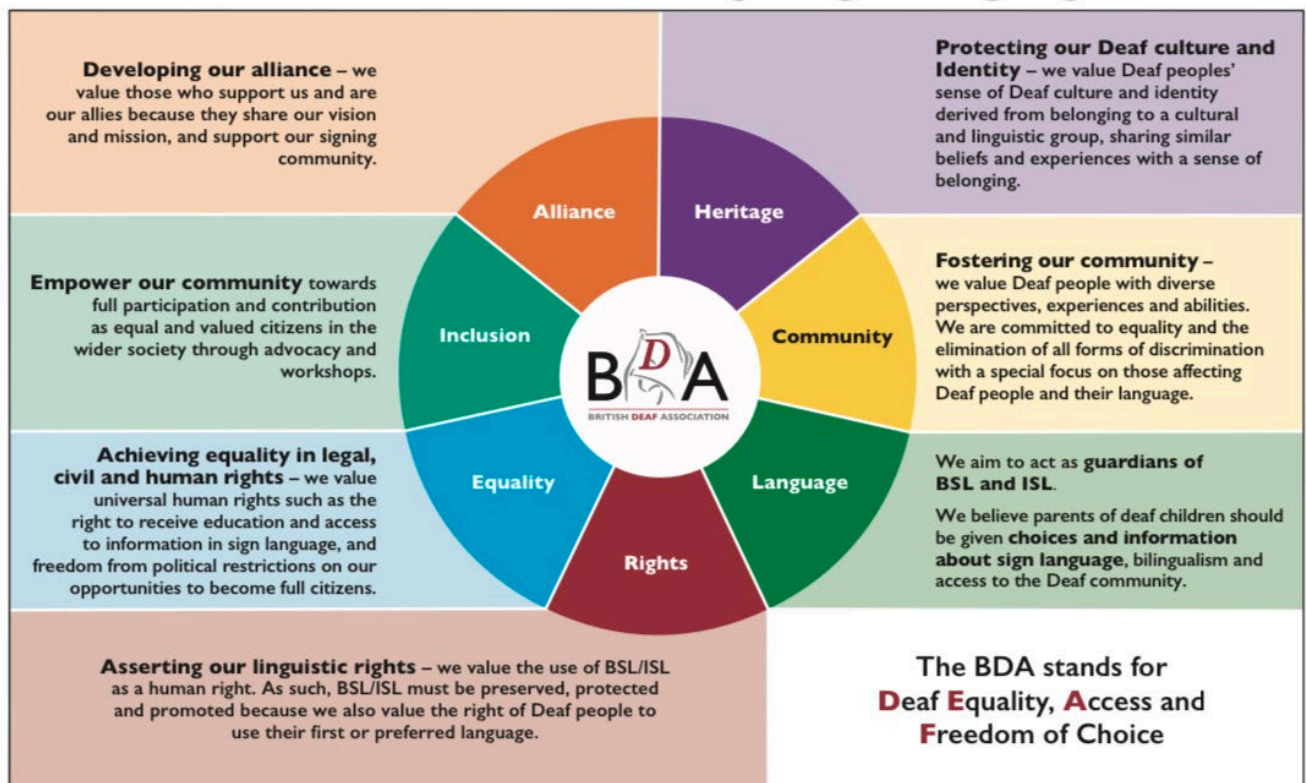 Developing our alliance – we
value those who support us and are
our allies because they share our vision
and mission, and support our signing
community.
Protecting our Deaf culture and
Identity – we value Deaf peoples’
sense of Deaf culture and identity
derived from belonging to a cultural
and linguistic group, sharing similar
beliefs and experiences with a sense of
belonging.
Alliance
Heritage
Empower our community towards
full participation and contribution
as equal and valued citizens in the
wider society through advocacy and
workshops.
Inclusion
Community
Fostering our community –
we value Deaf people with diverse
perspectives, experiences and abilities.
We are committed to equality and the
elimination of all forms of discrimination
with a special focus on those affecting
Deaf people and their language.
BDA
BRITISH DEAF ASSOCIATION
Achieving equality in legal,
civil and human rights – we value
universal human rights such as the
right to receive education and access
to information in sign language, and
freedom from political restrictions on our
opportunities to become full citizens.
Equality
Language
We aim to act as guardians of
BSL and ISL.
We believe parents of deaf children should
be given choices and information
about sign language, bilingualism and
access to the Deaf community.
Rights
Asserting our linguistic rights – we value the use of BSL/ISL
as a human right. As such, BSL/ISL must be preserved, protected
and promoted because we also value the right of Deaf people to
use their first or preferred language.
The BDA stands for
Deaf Equality, Access and
Freedom of Choice